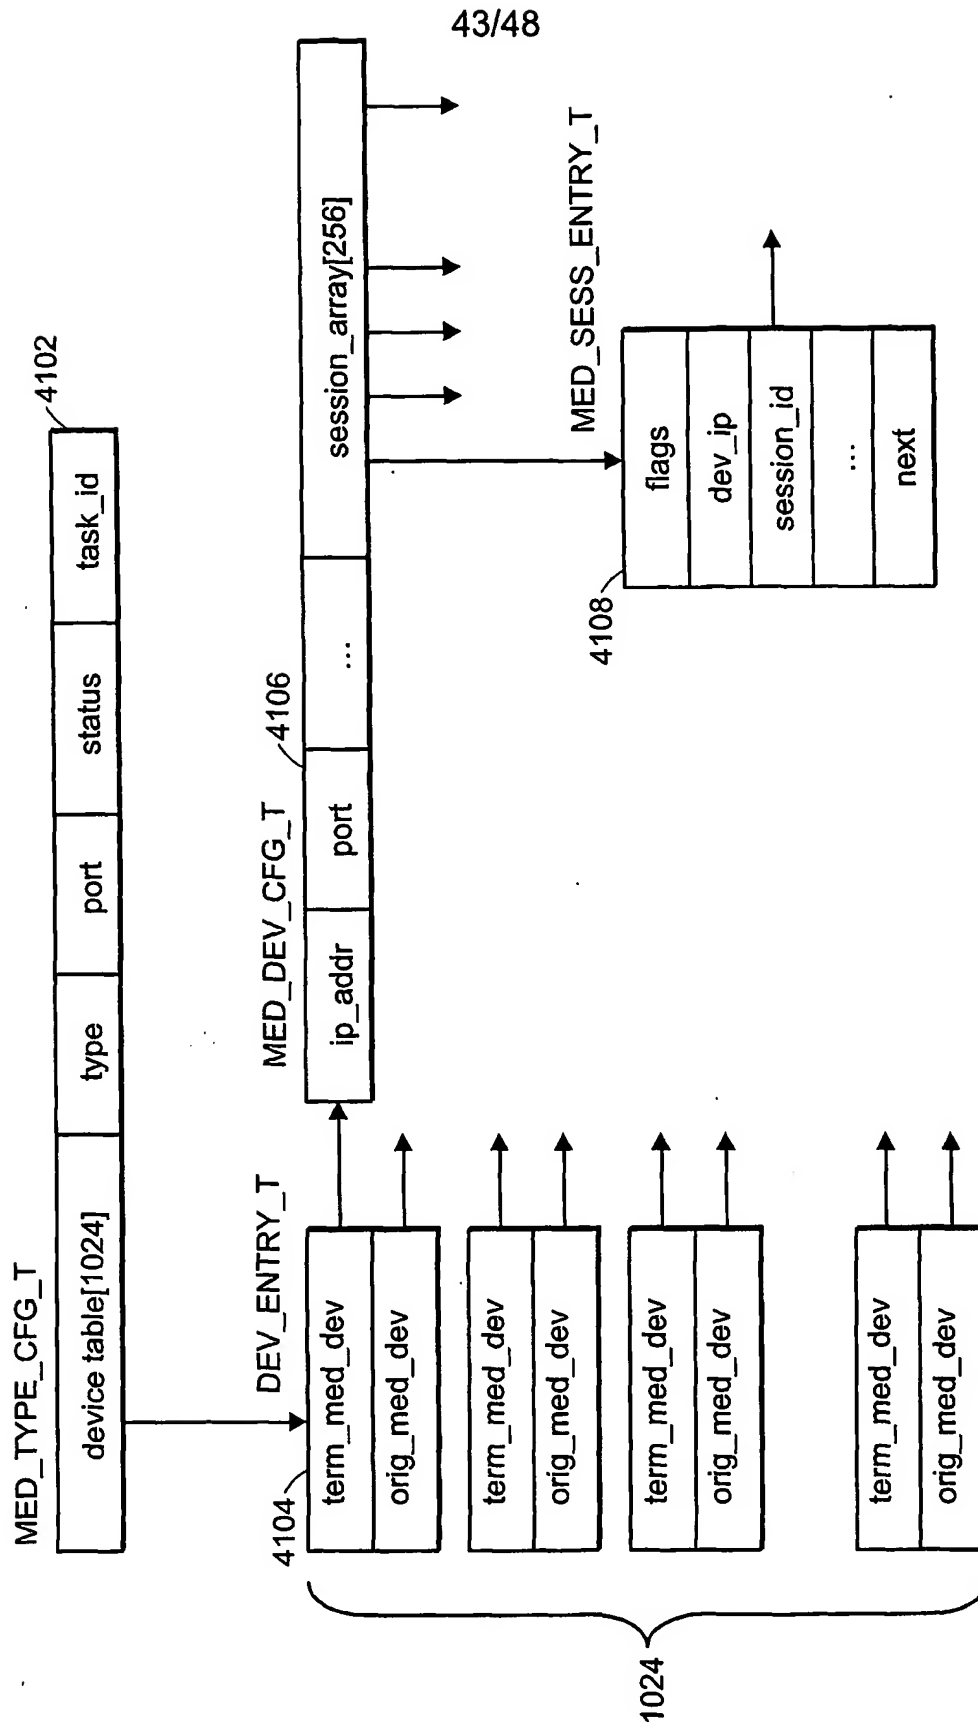 43/48
MED_TYPE_CFG_T
device table[1024]
type
port
status
task_id
4102
DEV_ENTRY_T
4104
term_med_dev
orig_med_dev
term_med_dev
orig_med_dev
term_med_dev
orig_med_dev
term_med_dev
orig_med_dev
1024
MED_DEV_CFG_T
4106
ip_addr
port
...
session_array[256]
MED_SESS_ENTRY_T
4108
flags
dev_ip
session_id
...
next